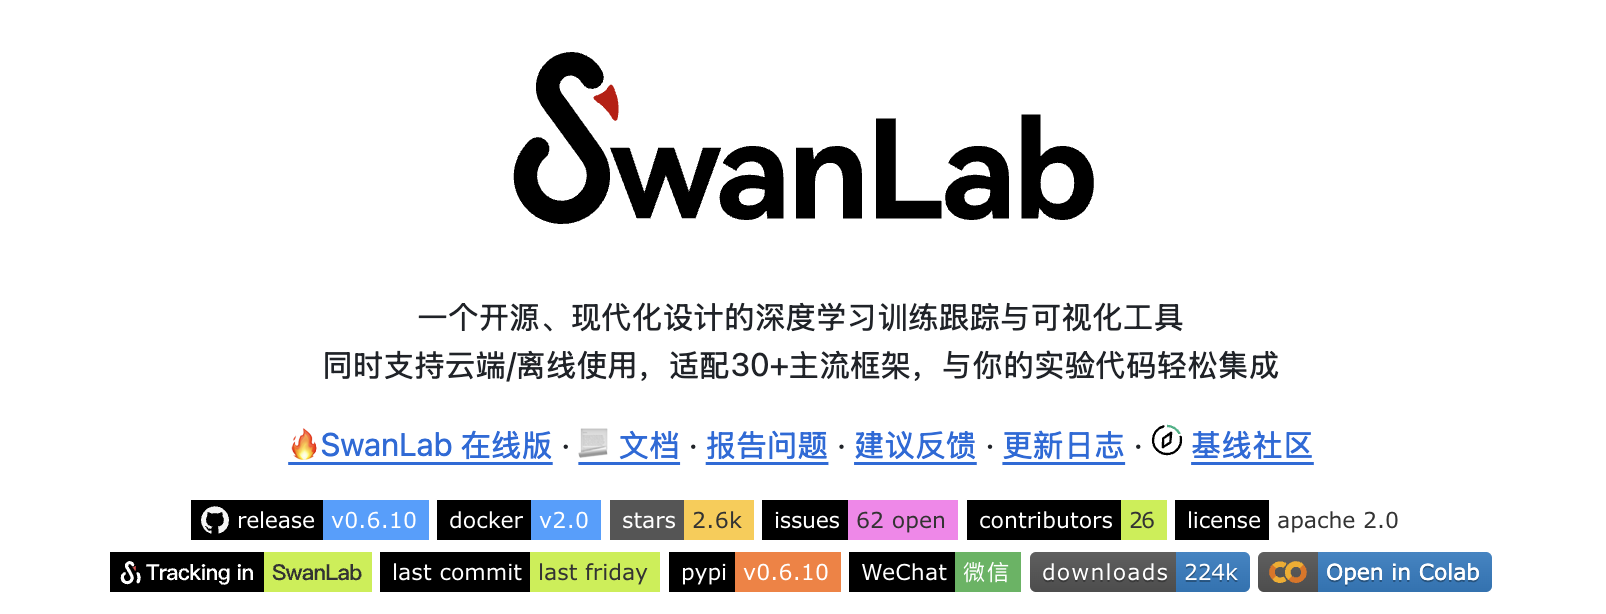 SwanLab
一个开源、现代化设计的深度学习训练跟踪与可视化工具
同时支持云端/离线使用，适配30+主流框架，与你的实验代码轻松集成
🔥SwanLab 在线版 · 📃 文档 · 报告问题 · 建议反馈 · 更新日志 · 基线社区
release v0.6.10 docker v2.0 stars 2.6k issues 62 open contributors 26 license apache 2.0
Tracking in SwanLab last commit last friday pypi v0.6.10 WeChat 微信 downloads 224k Open in Colab